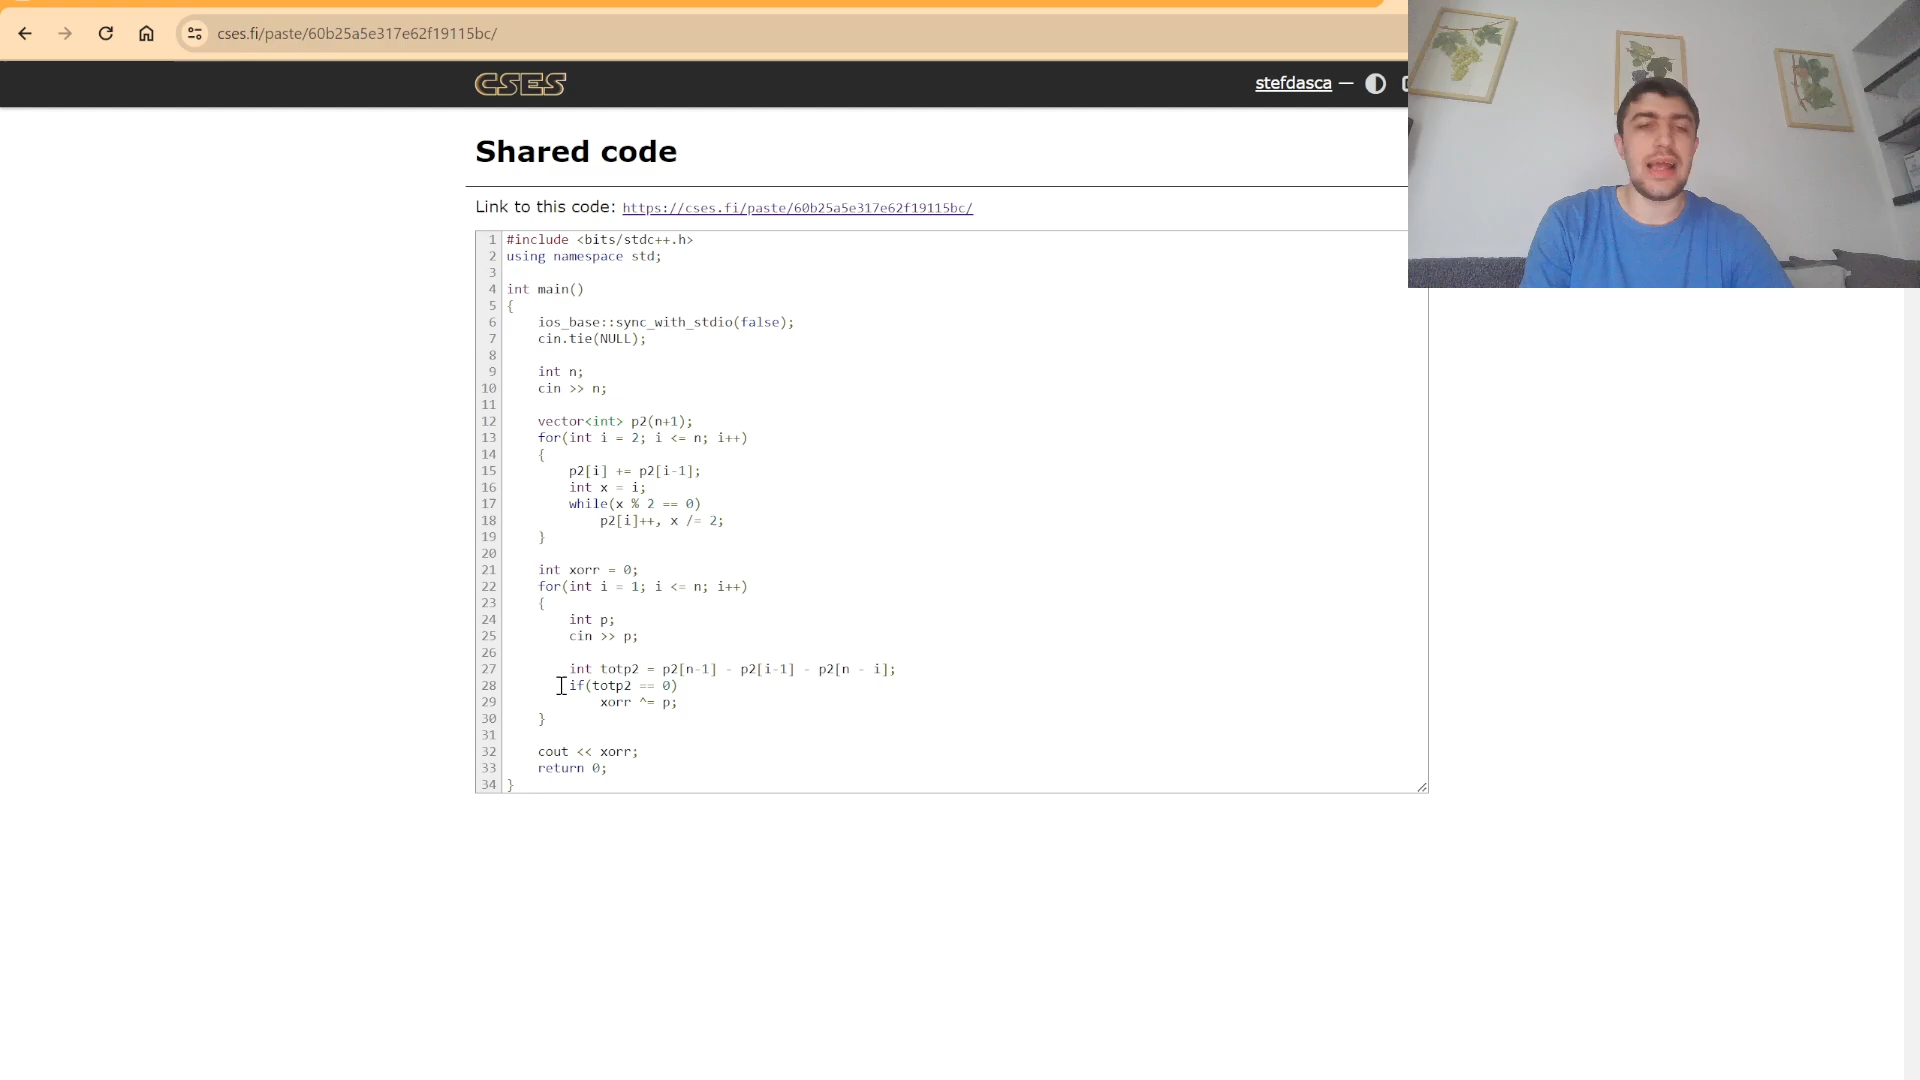 cses.fi/paste/60b25a5e317e62f19115bc/
CSES
stefdasca —
Shared code
Link to this code: https://cses.fi/paste/60b25a5e317e62f19115bc/
1 #include <bits/stdc++.h>
2 using namespace std;
3
4 int main()
5 {
6 ios_base::sync_with_stdio(false);
7 cin.tie(NULL);
8
9 int n;
10 cin >> n;
11
12 vector<int> p2(n+1);
13 for(int i = 2; i <= n; i++)
14 {
15 p2[i] += p2[i-1];
16 int x = i;
17 while(x % 2 == 0)
18 p2[i]++, x /= 2;
19 }
20
21 int xorr = 0;
22 for(int i = 1; i <= n; i++)
23 {
24 int p;
25 cin >> p;
26
27 int totp2 = p2[n-1] - p2[i-1] - p2[n - i];
28 if(totp2 == 0)
29 xorr ^= p;
30 }
31
32 cout << xorr;
33 return 0;
34 }